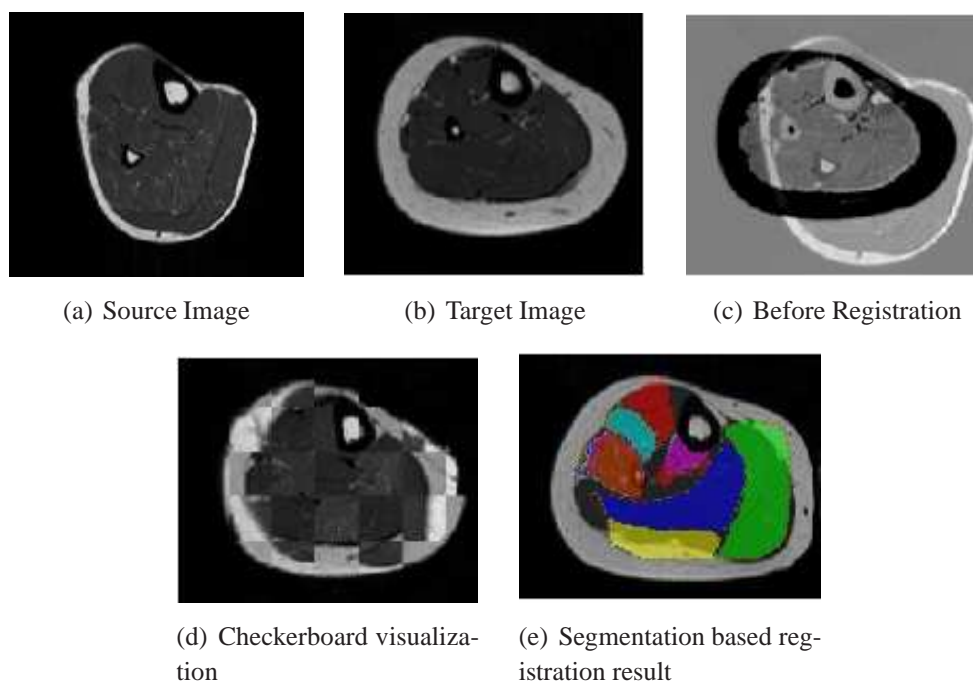 (a) Source Image
(b) Target Image
(c) Before Registration
(d) Checkerboard visualiza-
tion
(e) Segmentation based reg-
istration result